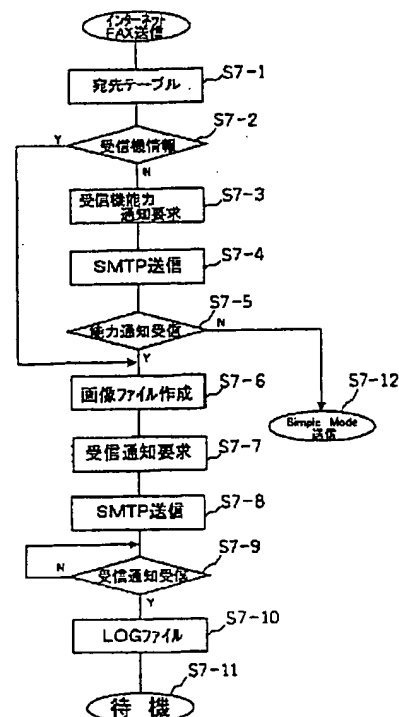 インターネット
FAX送信
S7-1
宛先テーブル
S7-2
Y
受信機情報
N
S7-3
受信機能力
通知要求
S7-4
SMTP送信
S7-5
能力通知受信
N
Y
S7-12
S7-6
画像ファイル作成
Simple Mode
送信
S7-7
受信通知要求
S7-8
SMTP送信
S7-9
N
受信通知受信
Y
S7-10
LOGファイル
S7-11
待機